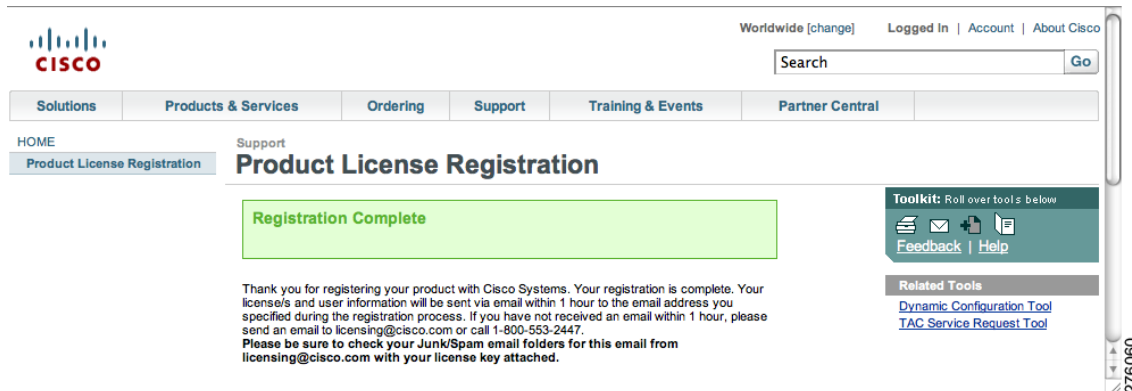 Worldwide [change] Logged In | Account | About Cisco
CISCO
Search Go
Solutions Products & Services Ordering Support Training & Events Partner Central
HOME
Product License Registration
Support
Product License Registration
Registration Complete
Toolkit: Roll over tools below
Feedback | Help
Thank you for registering your product with Cisco Systems. Your registration is complete. Your
license/s and user information will be sent via email within 1 hour to the email address you
specified during the registration process. If you have not received an email within 1 hour, please
send an email to licensing@cisco.com or call 1-800-553-2447.
Please be sure to check your Junk/Spam email folders for this email from
licensing@cisco.com with your license key attached.
Related Tools
Dynamic Configuration Tool
TAC Service Request Tool
276060